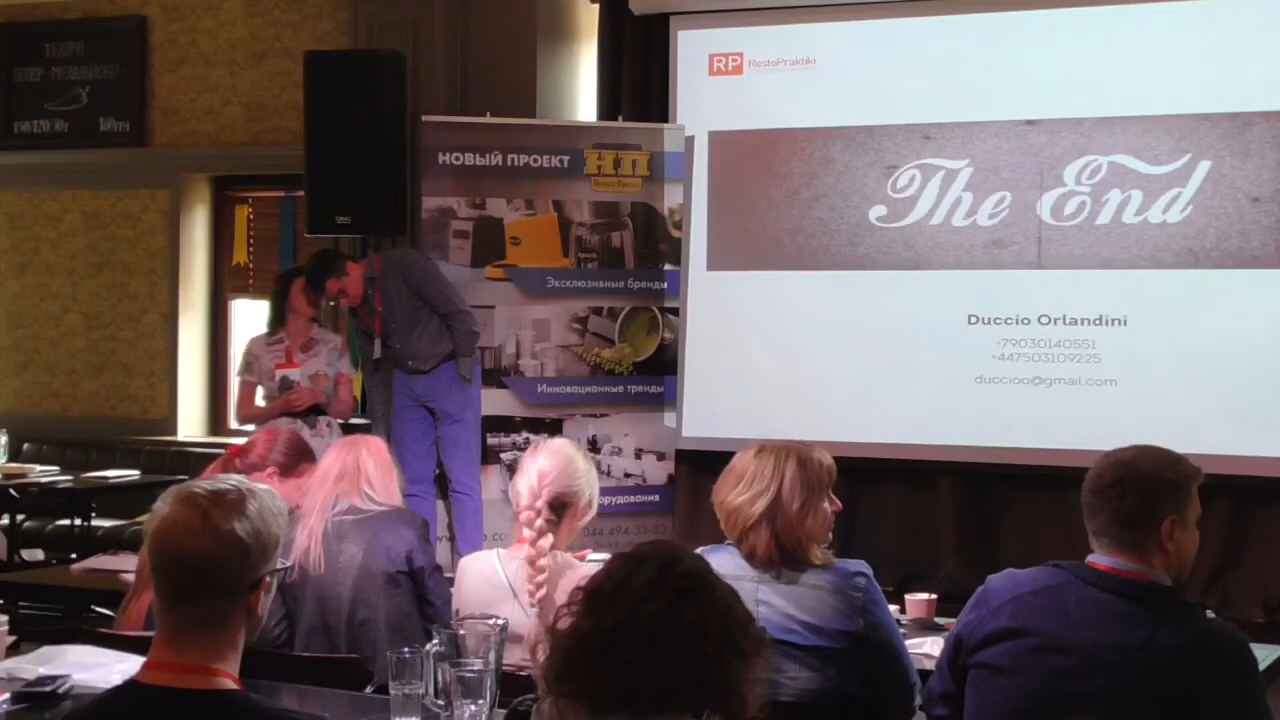 RP RestoPraktiki
The End
Duccio Orlandini
+79030140551
+447503109225
duccioo@gmail.com
НОВЫЙ ПРОЕКТ НП
Эксклюзивные бренды
Инновационные тренды
044 494-33-33